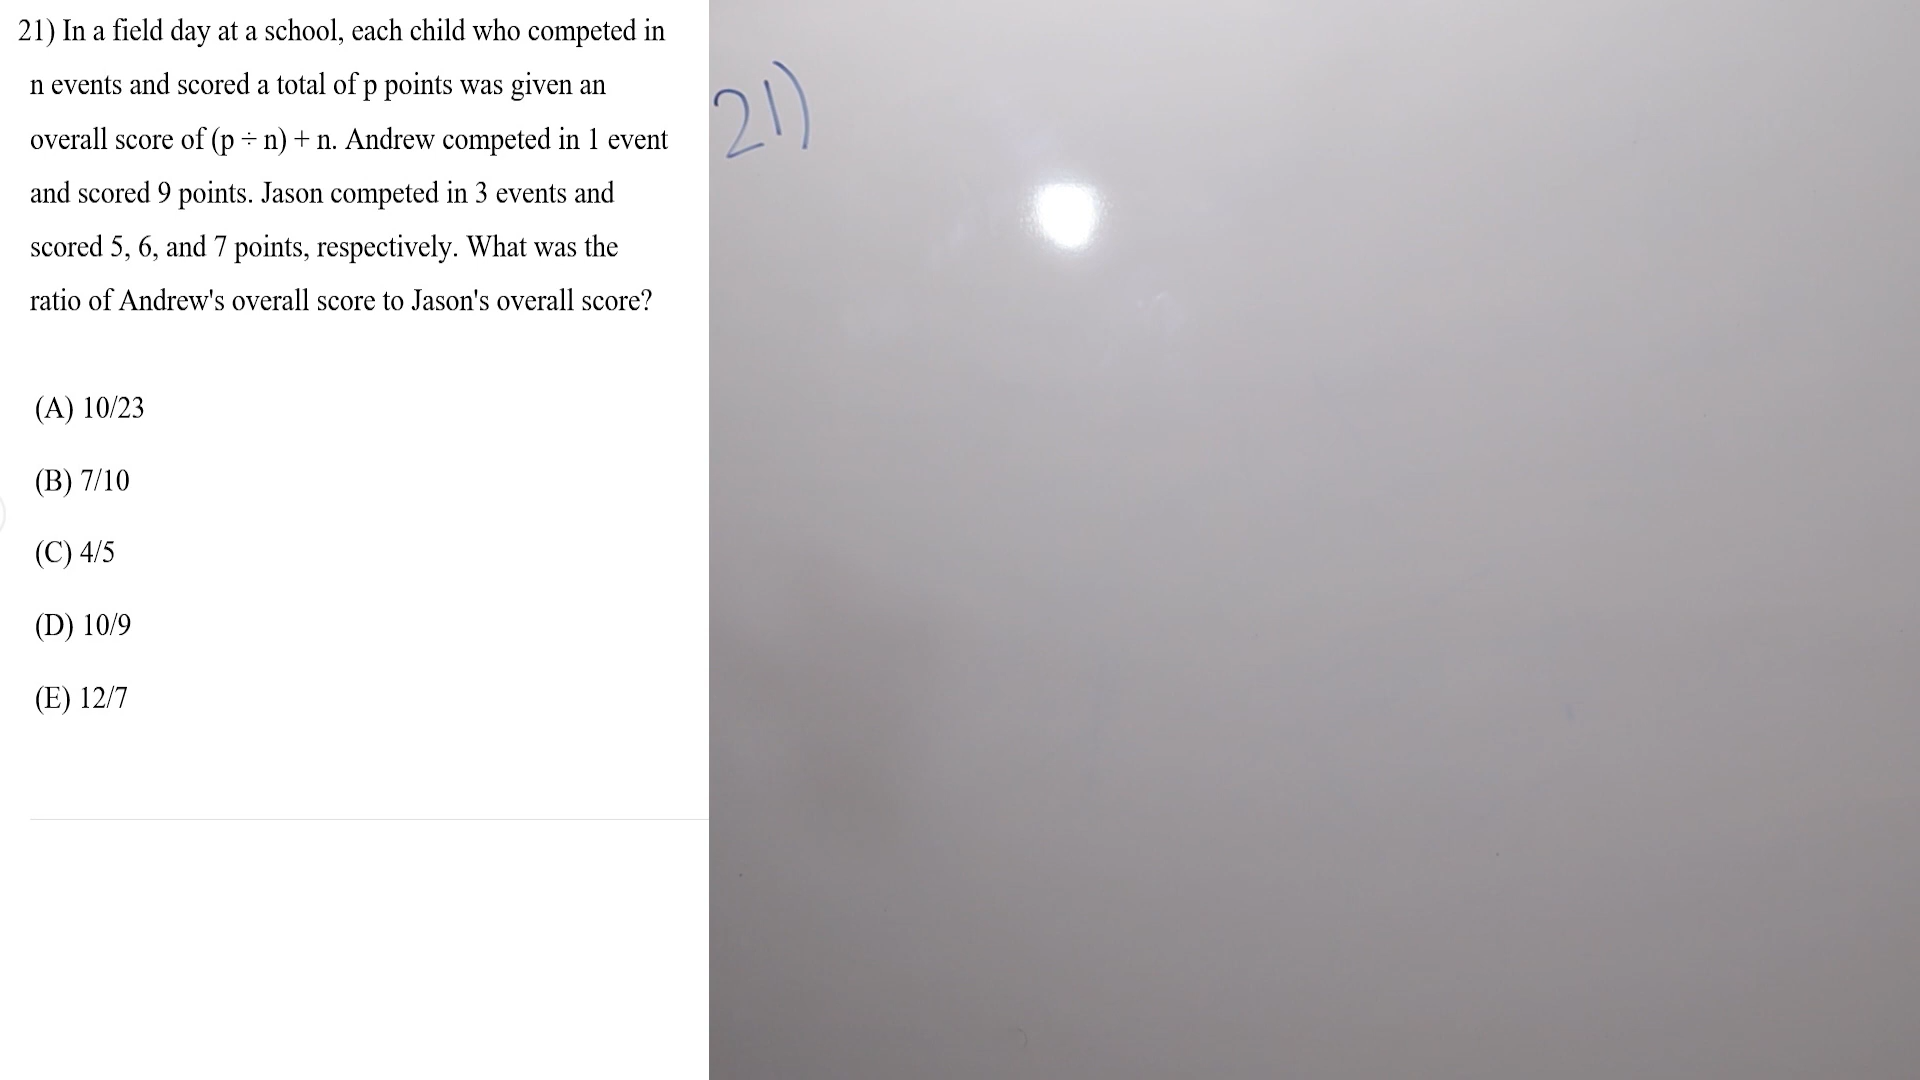 21) In a field day at a school, each child who competed in
n events and scored a total of p points was given an
overall score of (p ÷ n) + n. Andrew competed in 1 event
and scored 9 points. Jason competed in 3 events and
scored 5, 6, and 7 points, respectively. What was the
ratio of Andrew's overall score to Jason's overall score?
(A) 10/23
(B) 7/10
(C) 4/5
(D) 10/9
(E) 12/7
21)